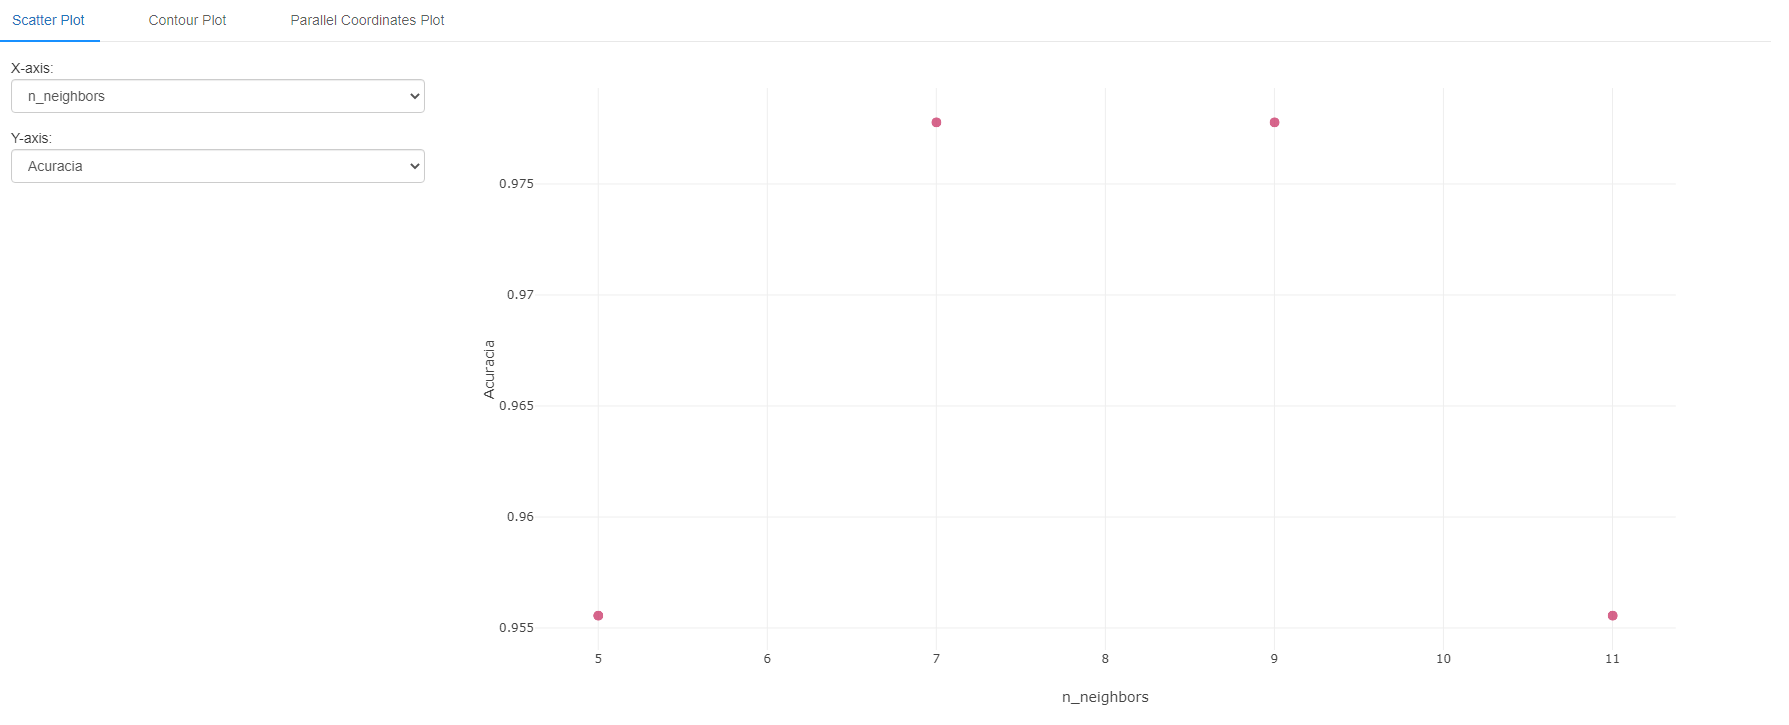 Scatter Plot Contour Plot Parallel Coordinates Plot
X-axis:
n_neighbors
Y-axis:
Acuracia
0.975
0.97
0.965
0.96
0.955
Acuracia
5 6 7 8 9 10 11
n_neighbors